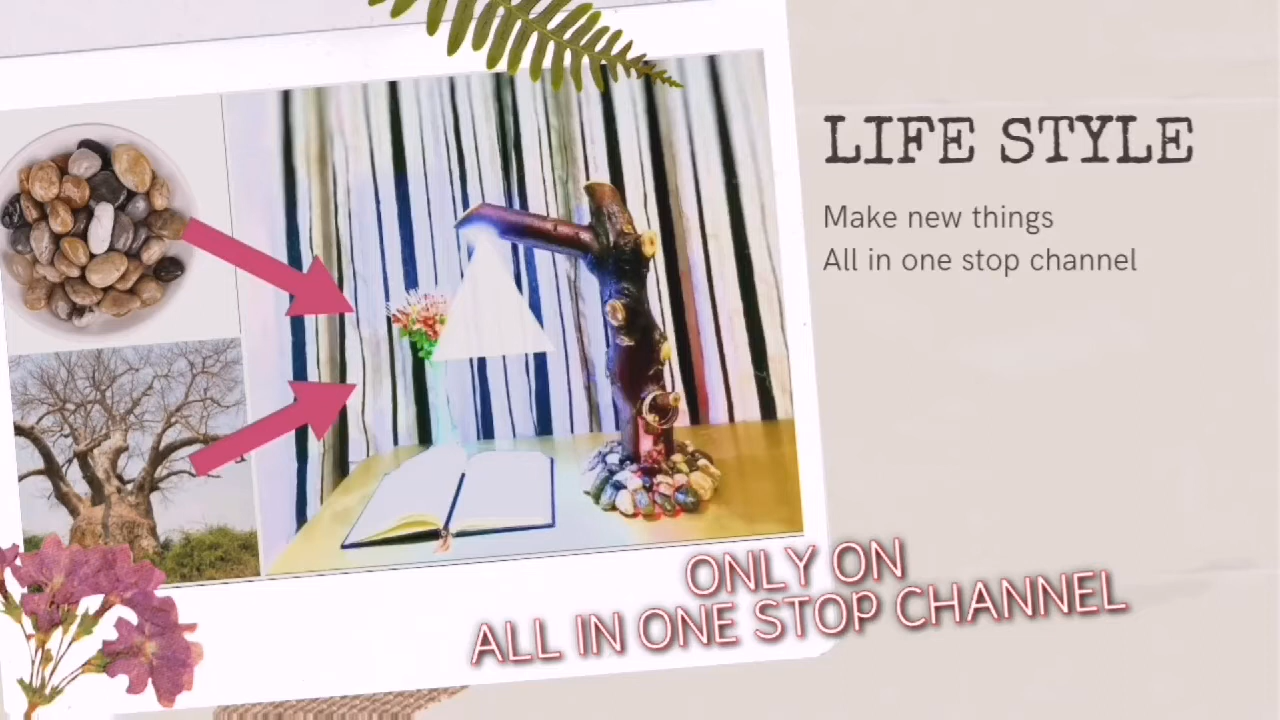 LIFE STYLE
Make new things
All in one stop channel
ONLY ON
ALL IN ONE STOP CHANNEL